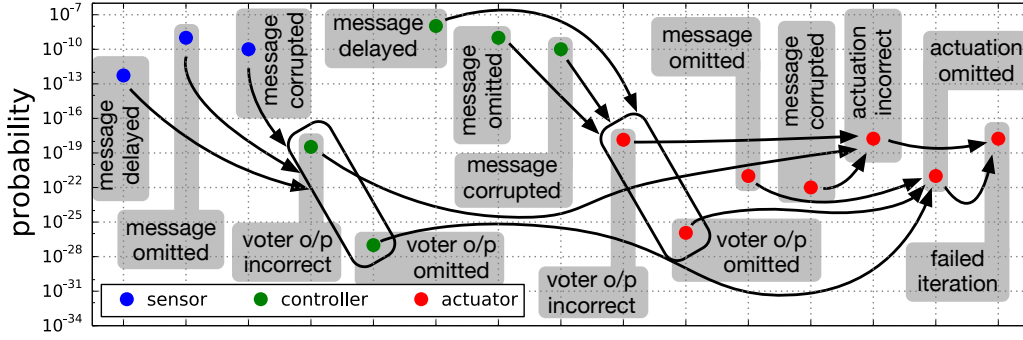 probability
10⁻⁷
10⁻¹⁰
10⁻¹³
10⁻¹⁶
10⁻¹⁹
10⁻²²
10⁻²⁵
10⁻²⁸
10⁻³¹
10⁻³⁴
message
delayed
message
omitted
message
corrupted
voter o/p
incorrect
voter o/p
omitted
message
delayed
message
omitted
message
corrupted
voter o/p
incorrect
voter o/p
omitted
message
omitted
message
corrupted
actuation
incorrect
actuation
omitted
failed
iteration
sensor
controller
actuator